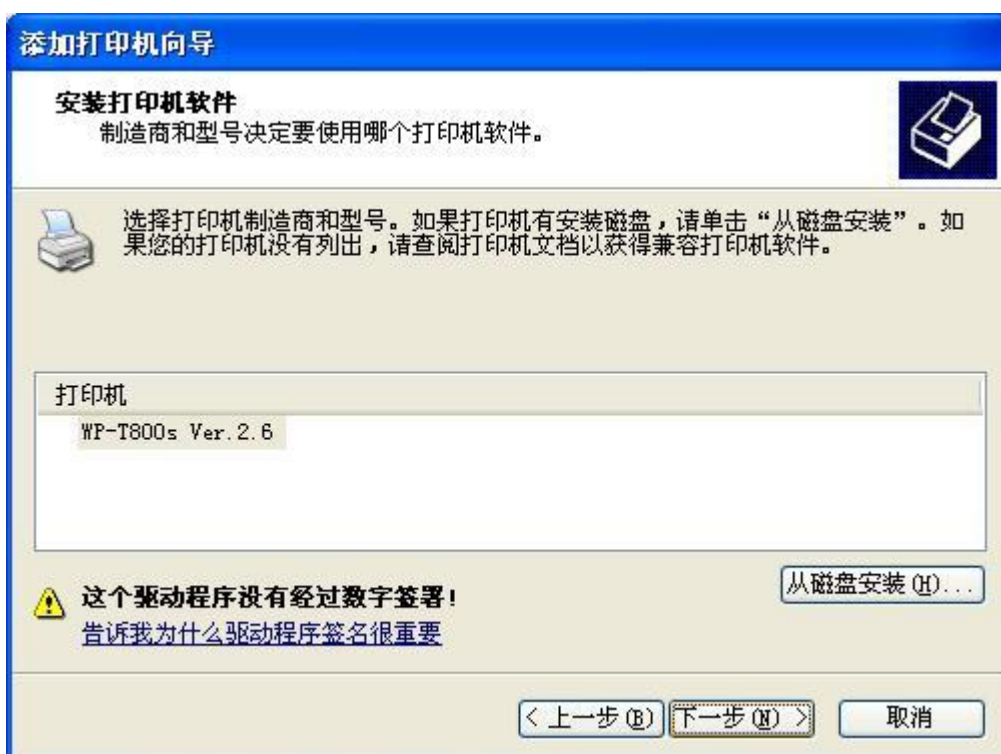 添加打印机向导
安装打印机软件
制造商和型号决定要使用哪个打印机软件。
选择打印机制造商和型号。如果打印机有安装磁盘，请单击“从磁盘安装”。如
果您的打印机没有列出，请查阅打印机文档以获得兼容打印机软件。
打印机
WP-T800s Ver.2.6
这个驱动程序没有经过数字签署!
从磁盘安装(H)...
告诉我为什么驱动程序签名很重要
< 上一步(B)
下一步(N) >
取消